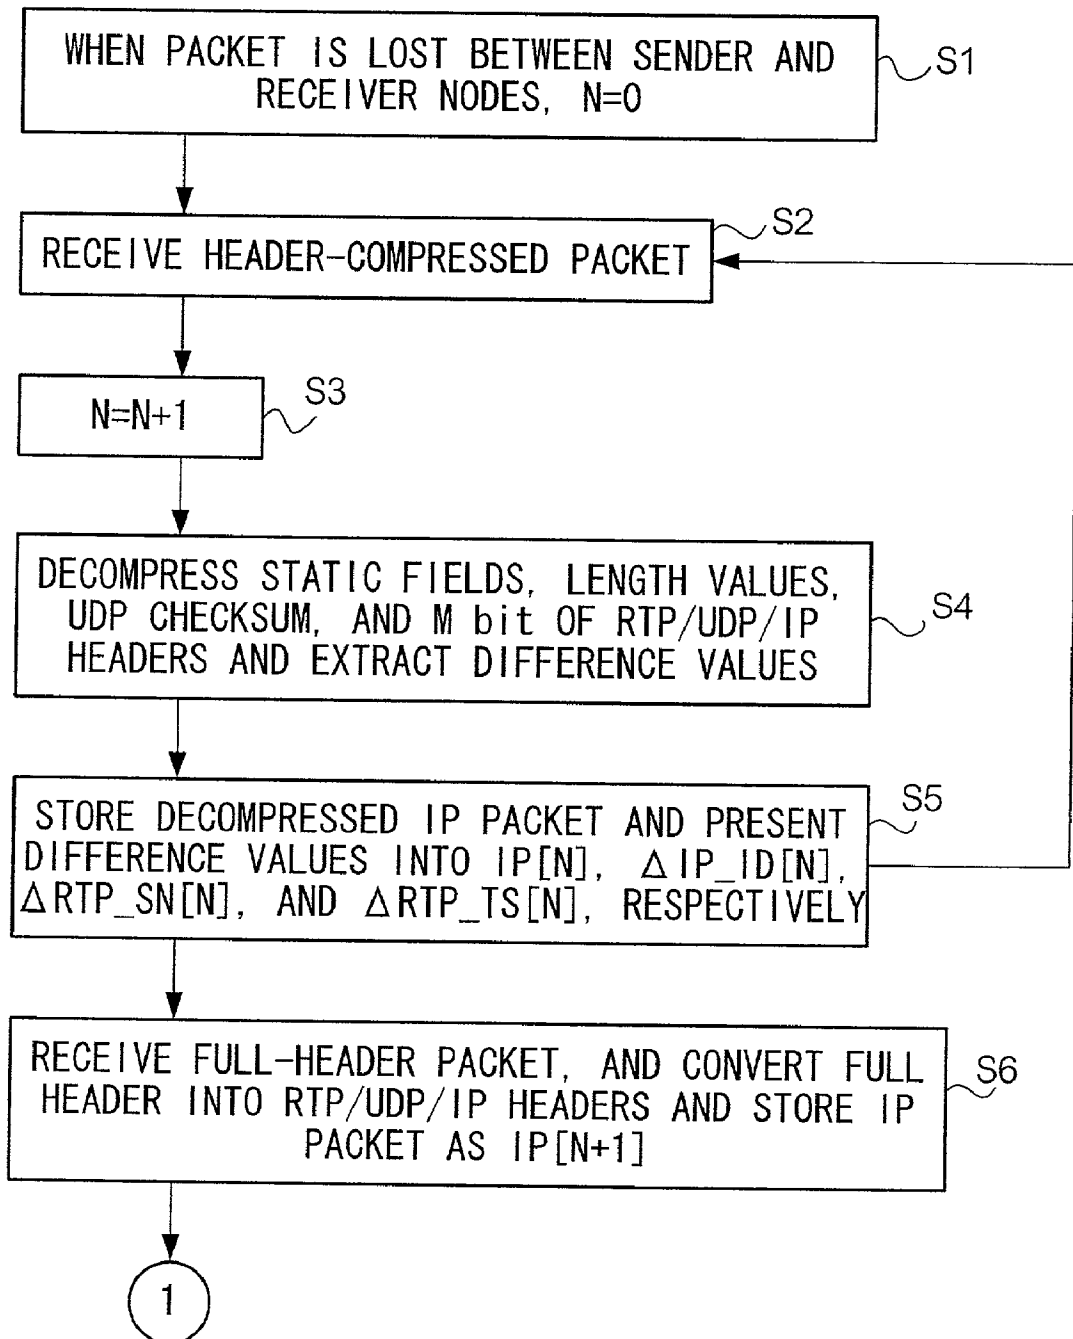 WHEN PACKET IS LOST BETWEEN SENDER AND
RECEIVER NODES, N=0
S1
RECEIVE HEADER-COMPRESSED PACKET
S2
N=N+1
S3
DECOMPRESS STATIC FIELDS, LENGTH VALUES,
UDP CHECKSUM, AND M bit OF RTP/UDP/IP
HEADERS AND EXTRACT DIFFERENCE VALUES
S4
STORE DECOMPRESSED IP PACKET AND PRESENT
DIFFERENCE VALUES INTO IP[N], ΔIP_ID[N],
ΔRTP_SN[N], AND ΔRTP_TS[N], RESPECTIVELY
S5
RECEIVE FULL-HEADER PACKET, AND CONVERT FULL
HEADER INTO RTP/UDP/IP HEADERS AND STORE IP
PACKET AS IP[N+1]
S6
1